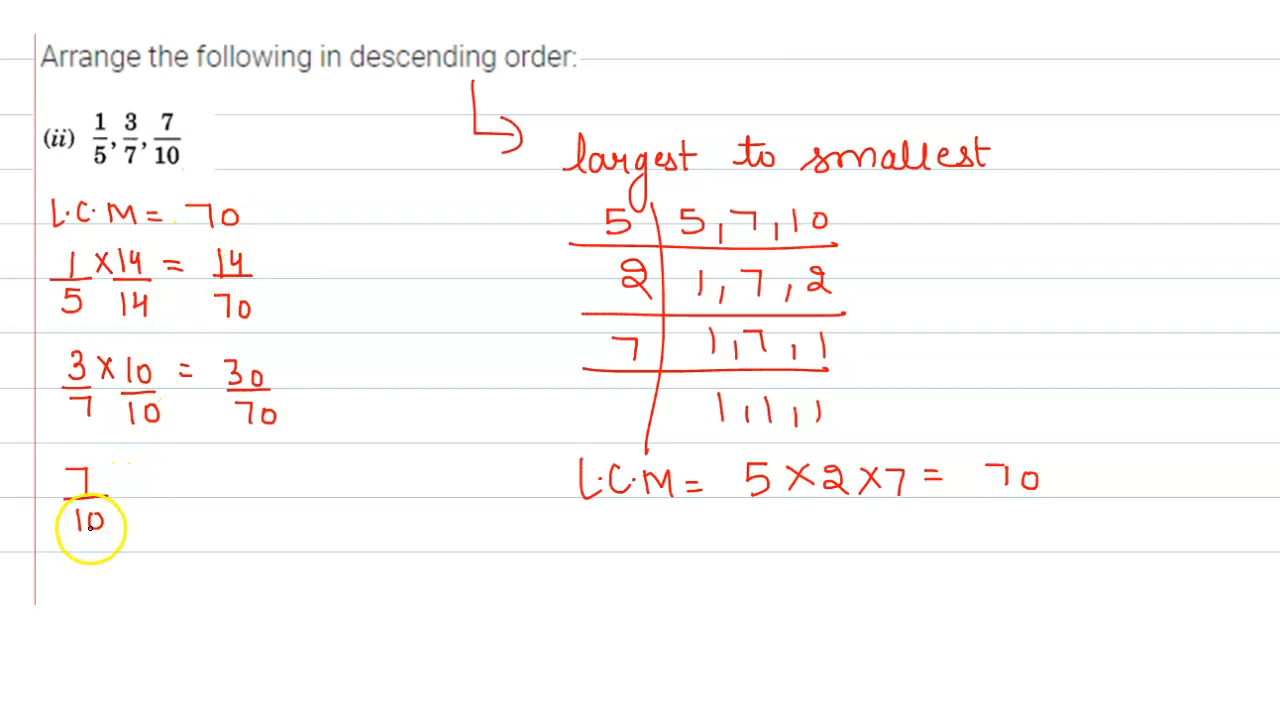 Arrange the following in descending order:
(ii) 1/5, 3/7, 7/10
largest to smallest
L.C.M = 70
1/5 × 14/14 = 14/70
3/7 × 10/10 = 30/70
7/10
5 | 5, 7, 10
2 | 1, 7, 2
7 | 1, 7, 1
1, 1, 1
L.C.M = 5 × 2 × 7 = 70